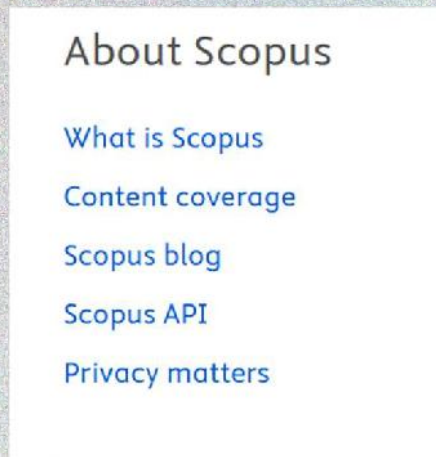 About Scopus
What is Scopus
Content coverage
Scopus blog
Scopus API
Privacy matters